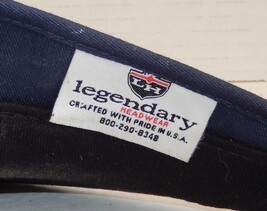 LH
legendary
HEADWEAR
CRAFTED WITH PRIDE IN U.S.A.
800-290-8348